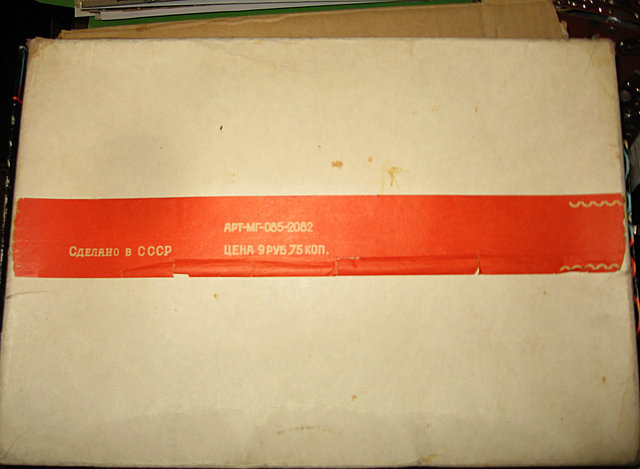 АРТ-МГ-085-2082
СДЕЛАНО В СССР
ЦЕНА 9 РУБ. 75 КОП.